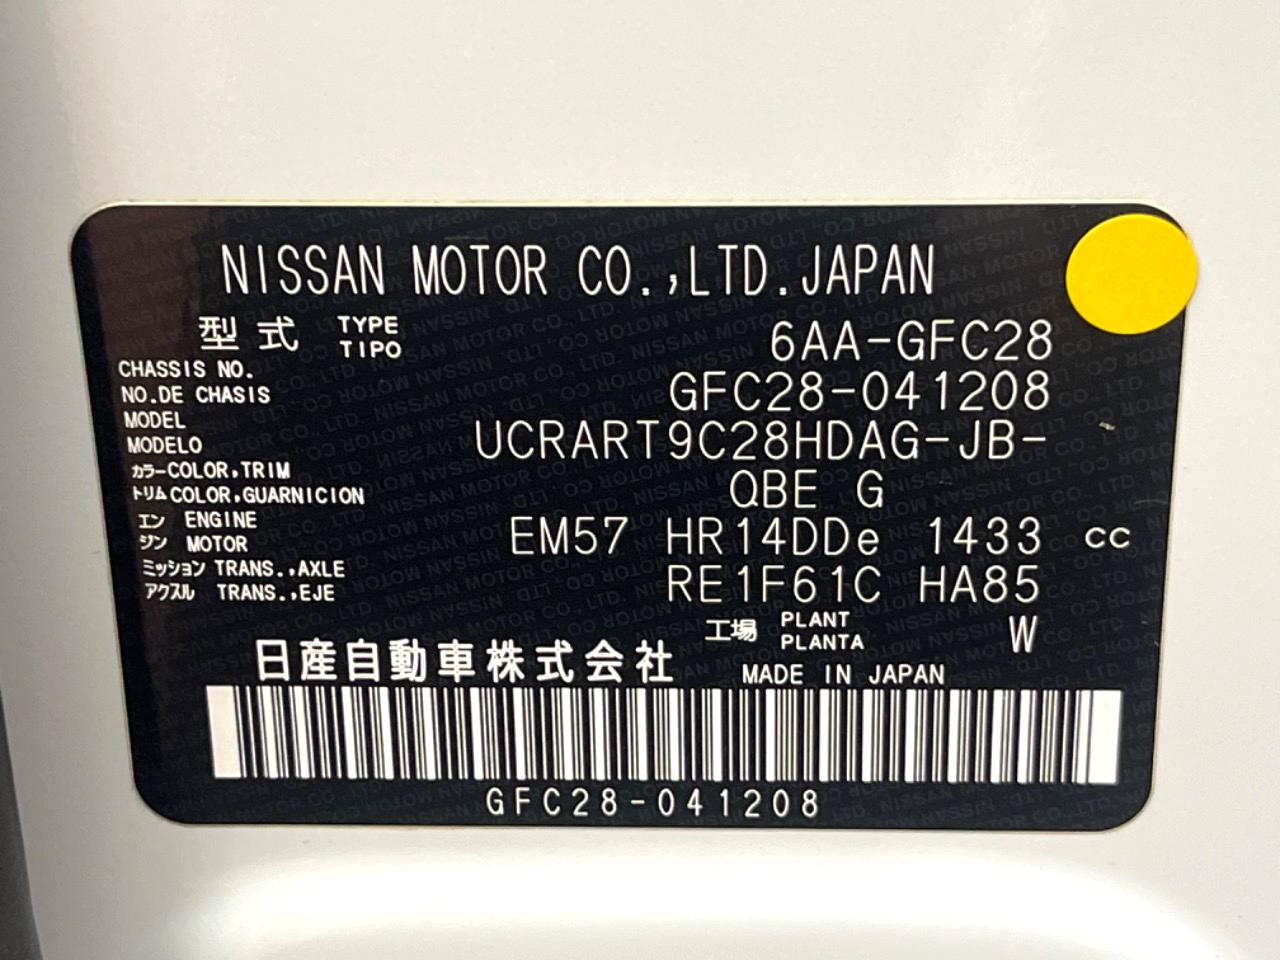 NISSAN MOTOR CO.,LTD.JAPAN
型式 TYPE TIPO 6AA-GFC28
CHASSIS NO.
NO.DE CHASIS GFC28-041208
MODEL
MODELO UCRART9C28HDAG-JB-
カラー COLOR,TRIM
トリム COLOR,GUARNICION QBE G
エン ENGINE
ジン MOTOR EM57 HR14DDe 1433 cc
ミッション TRANS.,AXLE
アクスル TRANS.,EJE RE1F61C HA85
工場 PLANT PLANTA W
日産自動車株式会社 MADE IN JAPAN
GFC28-041208